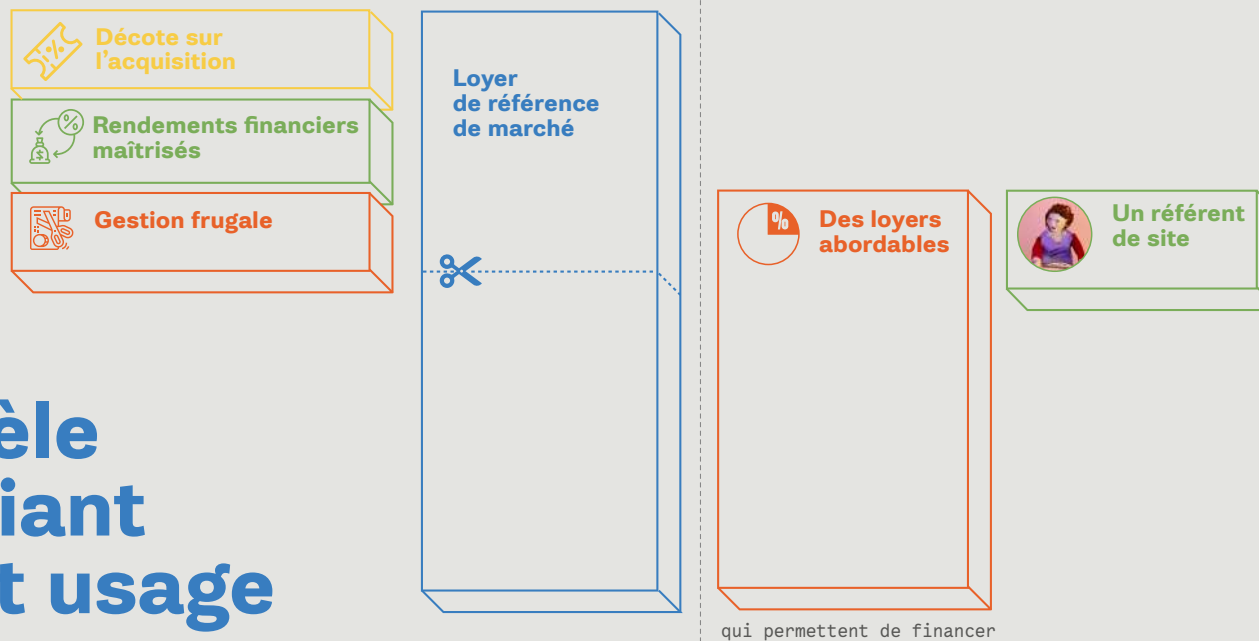 Décote sur
l'acquisition
Rendements financiers
maîtrisés
Gestion frugale
Loyer
de référence
de marché
%
Des loyers
abordables
Un référent
de site
èle
iant
t usage
qui permettent de financer